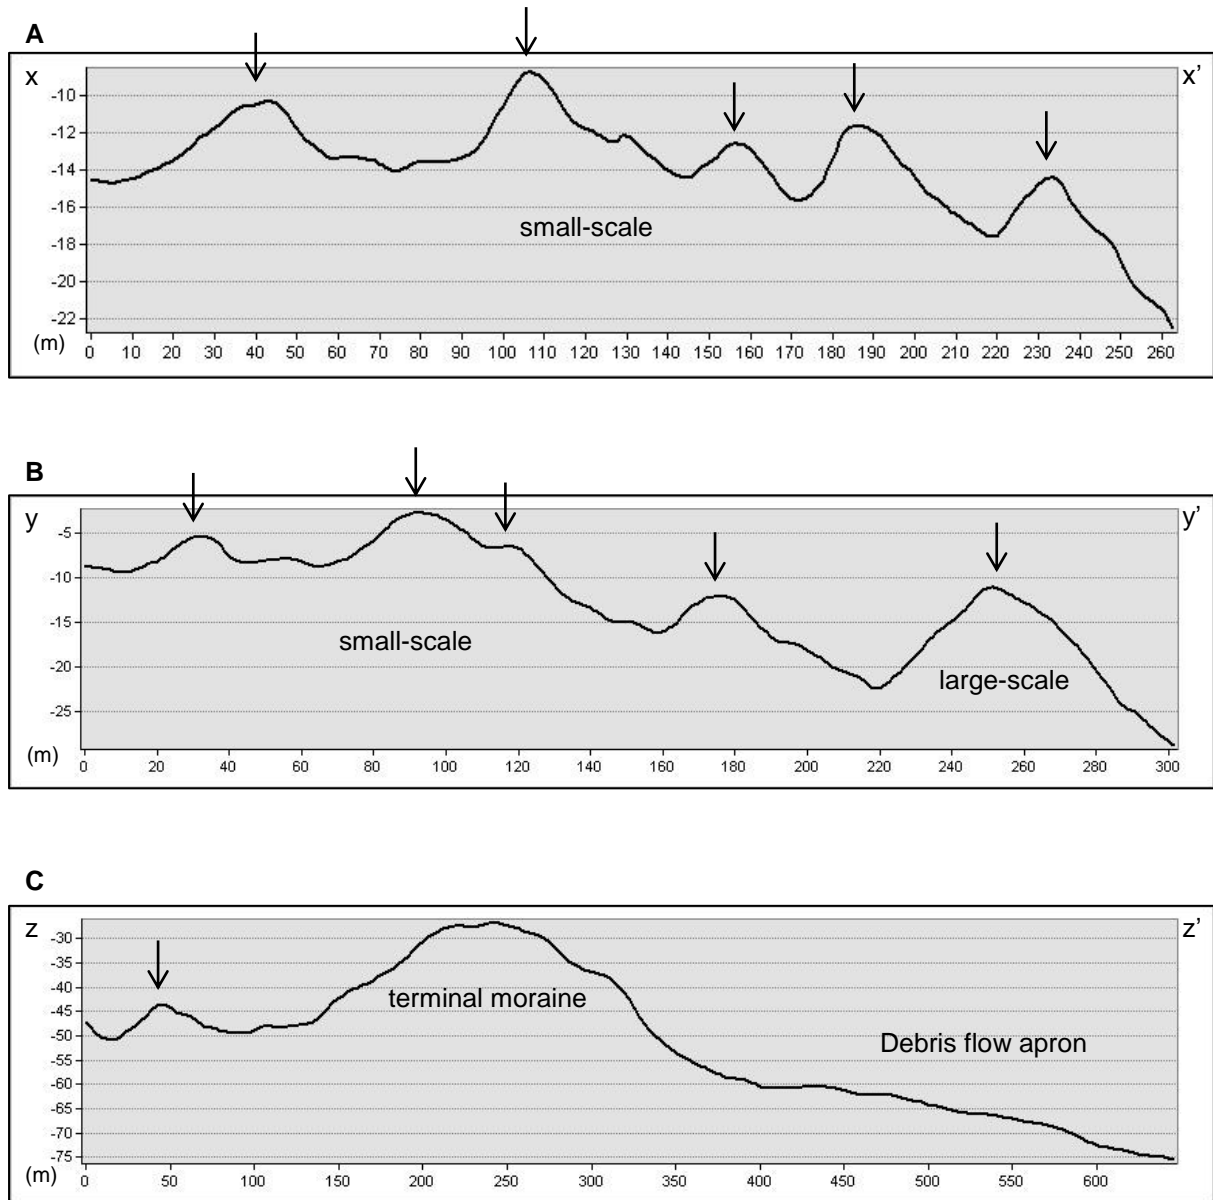 A
x x'
-10
-12
-14
-16
-18
-20
-22
small-scale
(m)
0 10 20 30 40 50 60 70 80 90 100 110 120 130 140 150 160 170 180 190 200 210 220 230 240 250 260
B
y y'
-5
-10
-15
-20
-25
small-scale
large-scale
(m)
0 20 40 60 80 100 120 140 160 180 200 220 240 260 280 300
C
z z'
-30
-35
-40
-45
-50
-55
-60
-65
-70
-75
terminal moraine
Debris flow apron
(m)
0 50 100 150 200 250 300 350 400 450 500 550 600